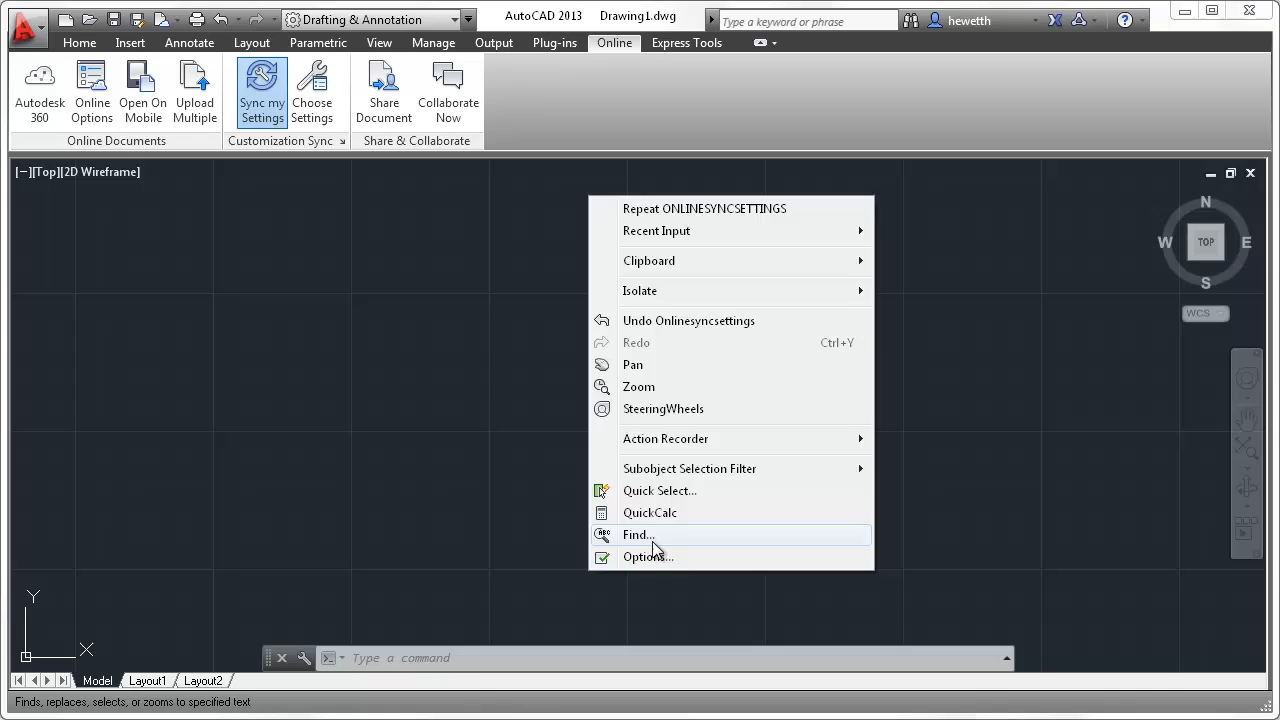 Drafting & Annotation
AutoCAD 2013 Drawing1.dwg
Type a keyword or phrase
hewetth
Home Insert Annotate Layout Parametric View Manage Output Plug-ins Online Express Tools
Autodesk 360
Online Options
Open On Mobile
Upload Multiple
Sync my Settings
Choose Settings
Share Document
Collaborate Now
Online Documents
Customization Sync
Share & Collaborate
[−][Top][2D Wireframe]
N
W TOP E
S
WCS
Repeat ONLINESYNCSETTINGS
Recent Input
Clipboard
Isolate
Undo Onlinesyncsettings
Redo Ctrl+Y
Pan
Zoom
SteeringWheels
Action Recorder
Subobject Selection Filter
Quick Select...
QuickCalc
ABC Find...
Options...
Y
X
Type a command
Model Layout1 Layout2
Finds, replaces, selects, or zooms to specified text